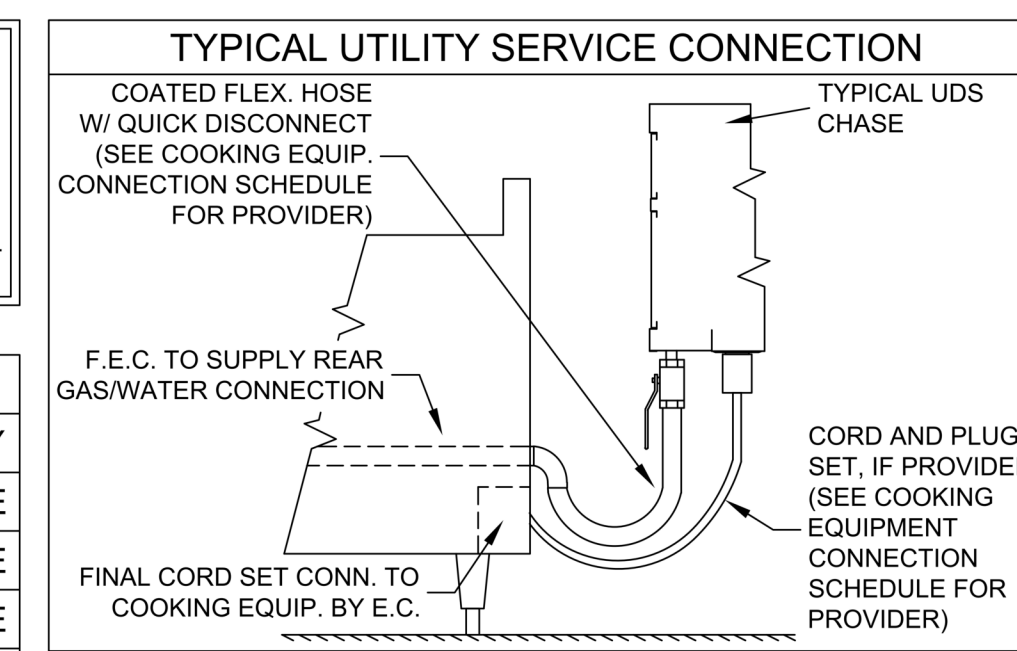 TYPICAL UTILITY SERVICE CONNECTION
COATED FLEX. HOSE
W/ QUICK DISCONNECT
(SEE COOKING EQUIP.
CONNECTION SCHEDULE
FOR PROVIDER)
TYPICAL UDS
CHASE
F.E.C. TO SUPPLY REAR
GAS/WATER CONNECTION
CORD AND PLUG
SET, IF
(SEE COOKING
EQUIPMENT
CONNECTION
SCHEDULE FOR
PROVIDER)
FINAL CORD SET CONN. TO
COOKING EQUIP. BY E.C.